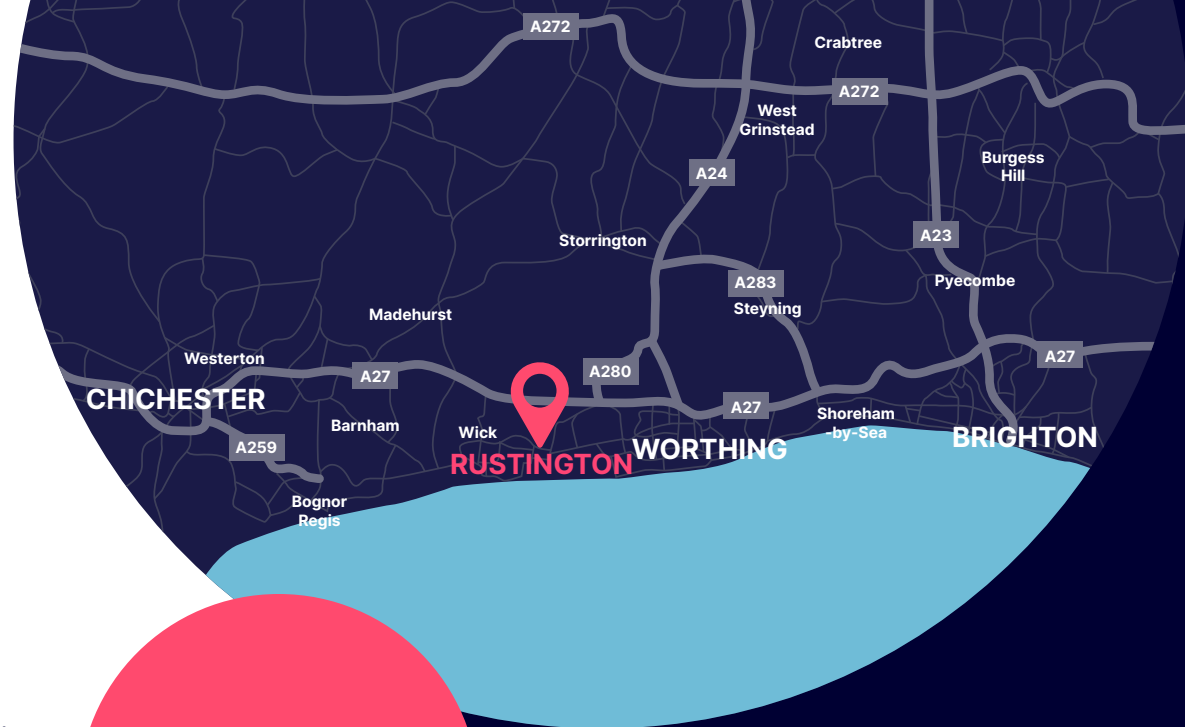 A272
Crabtree
A272
West
Grinstead
Burgess
Hill
A24
A23
Storrington
Pyecombe
A283
Steyning
Madehurst
Westerton
A27
A27
A280
CHICHESTER
A27
Barnham
Wick
Shoreham
-by-Sea
A259
RUSTINGTON
WORTHING
BRIGHTON
Bognor
Regis